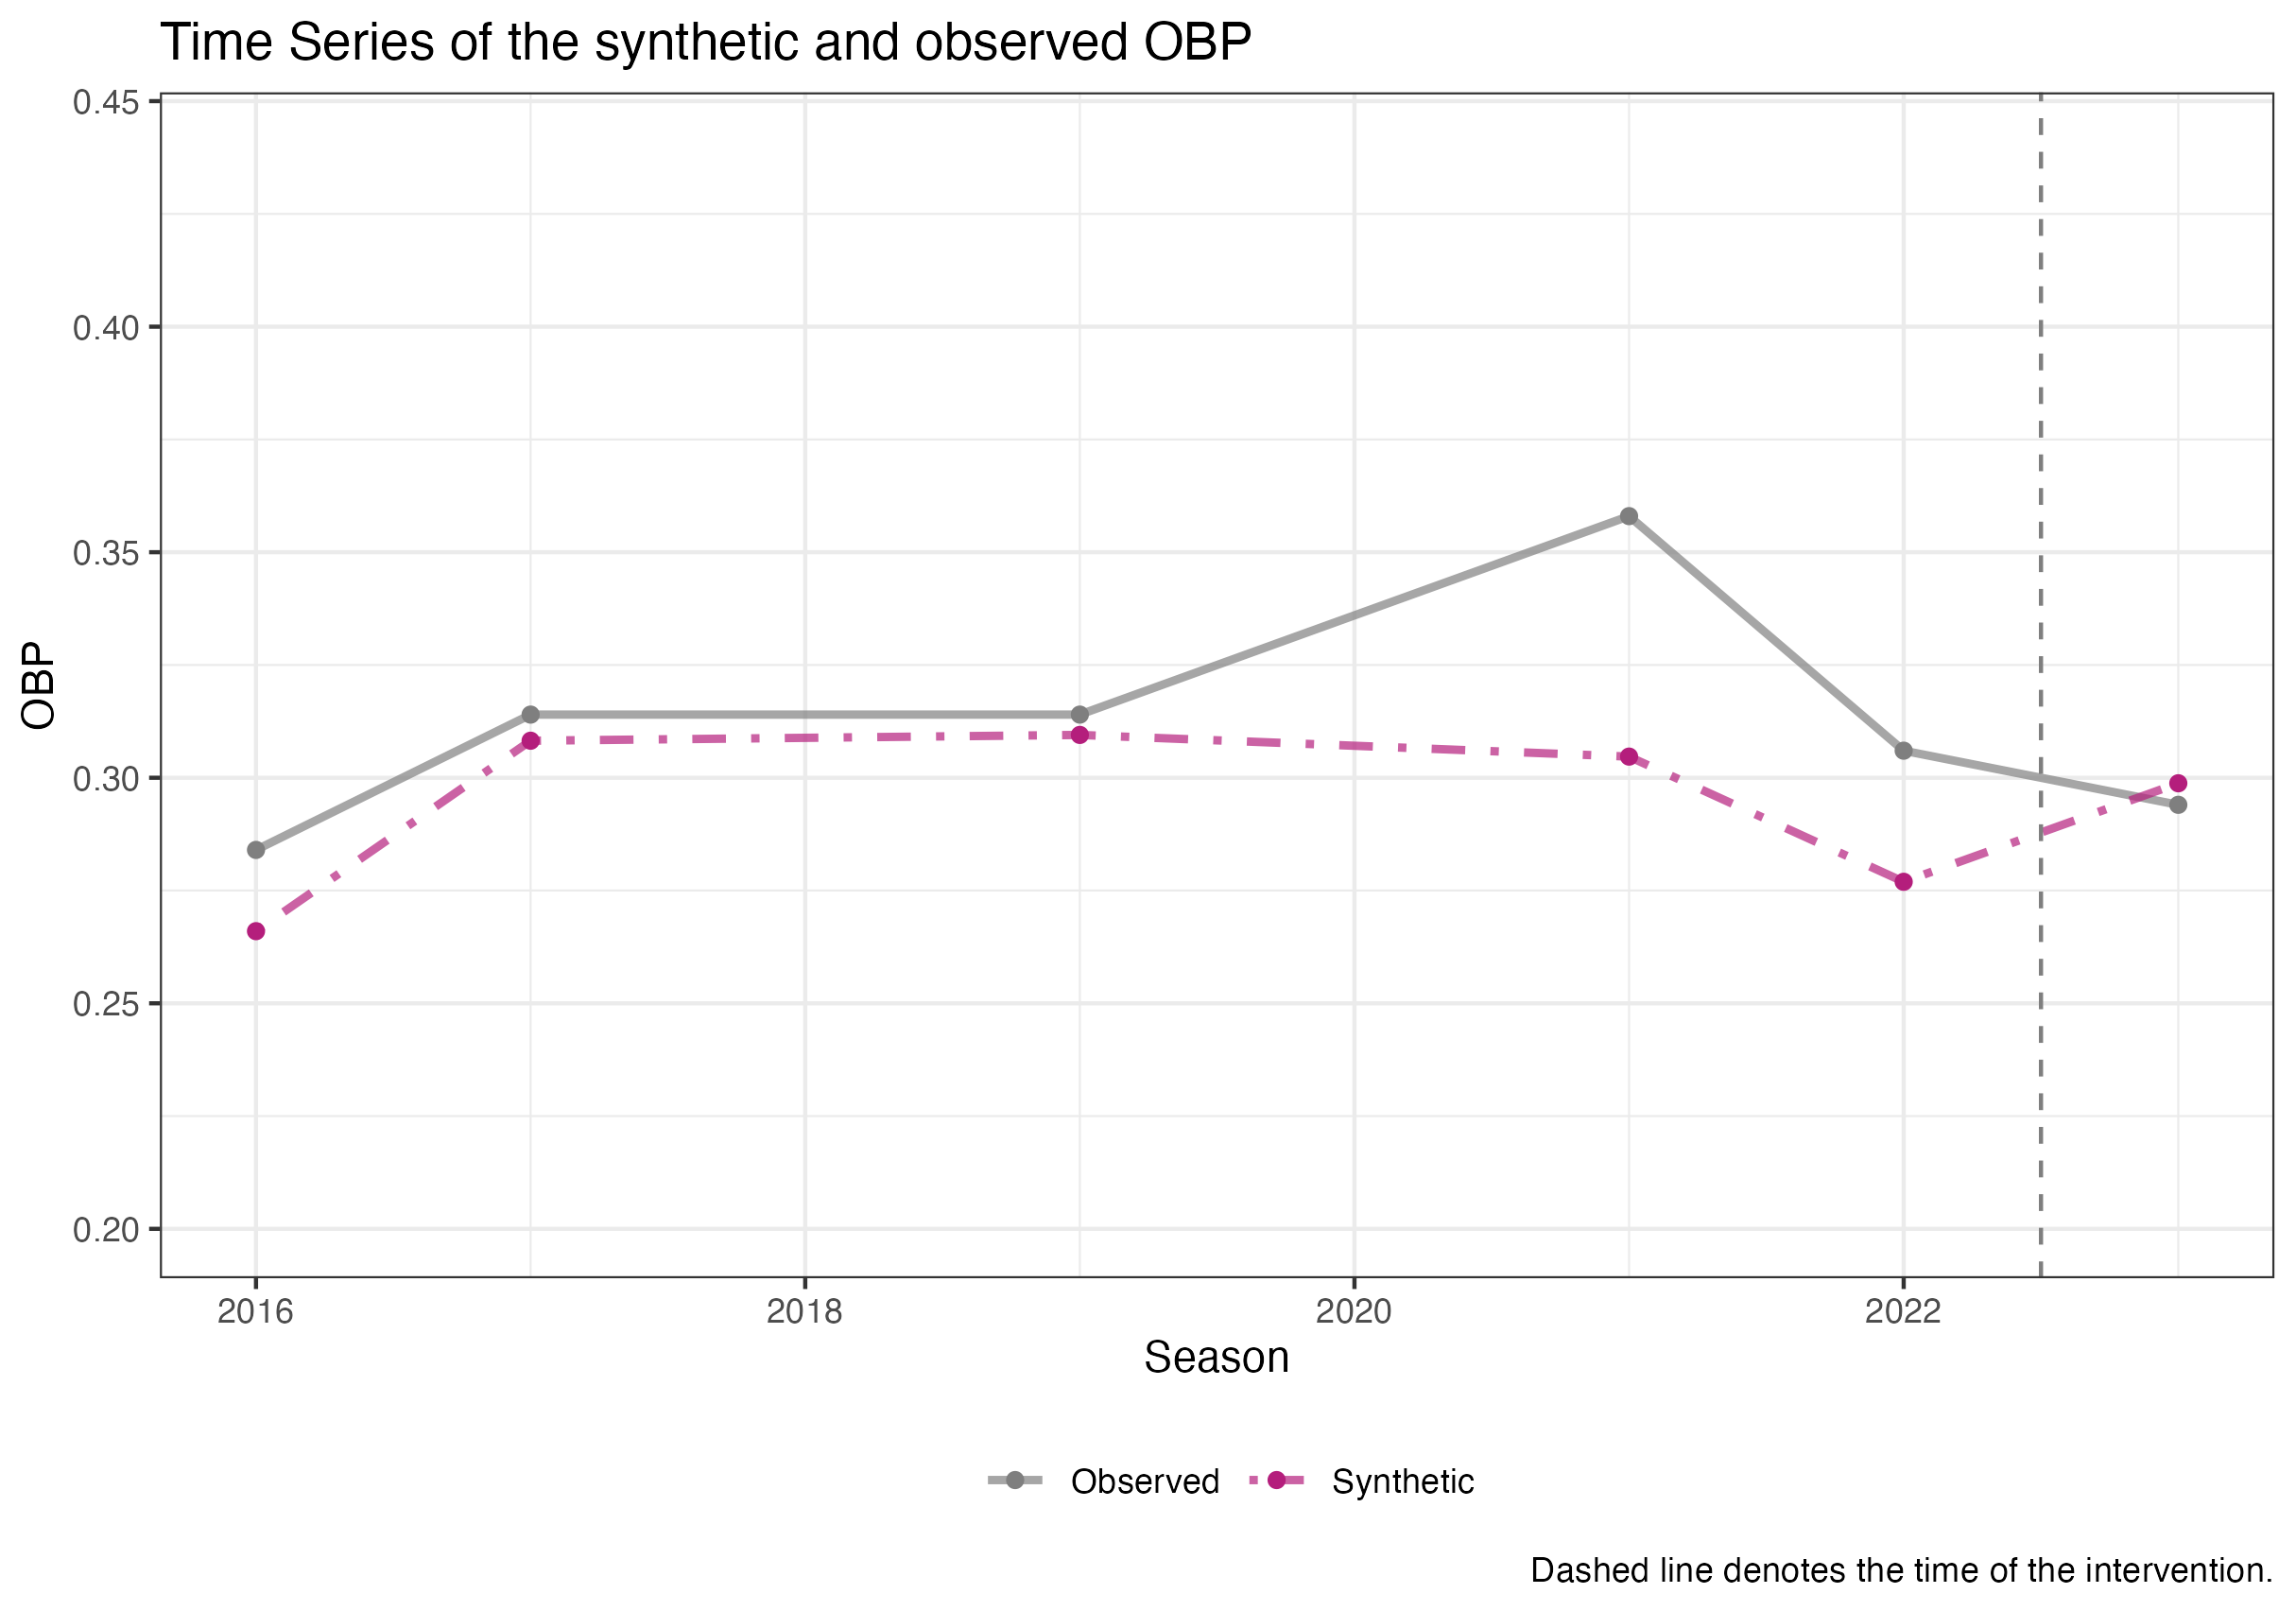 Time Series of the synthetic and observed OBP
0.45
0.40
0.35
0.30
0.25
0.20
OBP
2016 2018 2020 2022
Season
Observed Synthetic
Dashed line denotes the time of the intervention.